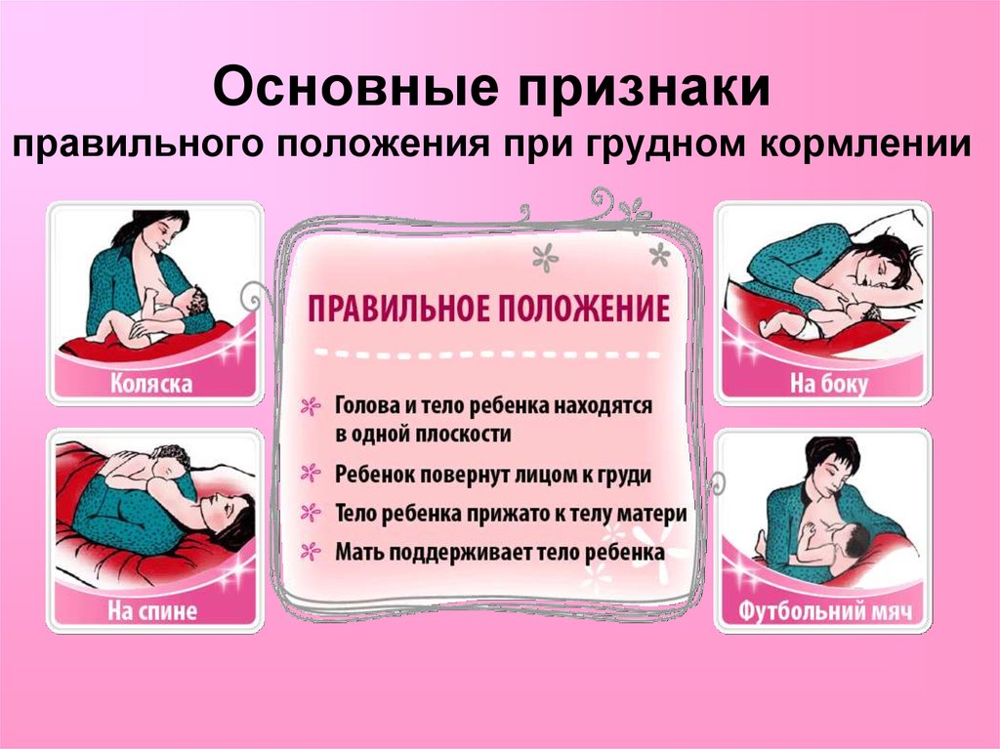 Основные признаки
правильного положения при грудном кормлении
Коляска
На спине
ПРАВИЛЬНОЕ ПОЛОЖЕНИЕ
Голова и тело ребенка находятся
в одной плоскости
Ребенок повернут лицом к груди
Тело ребенка прижато к телу матери
Мать поддерживает тело ребенка
На боку
Футбольний мяч